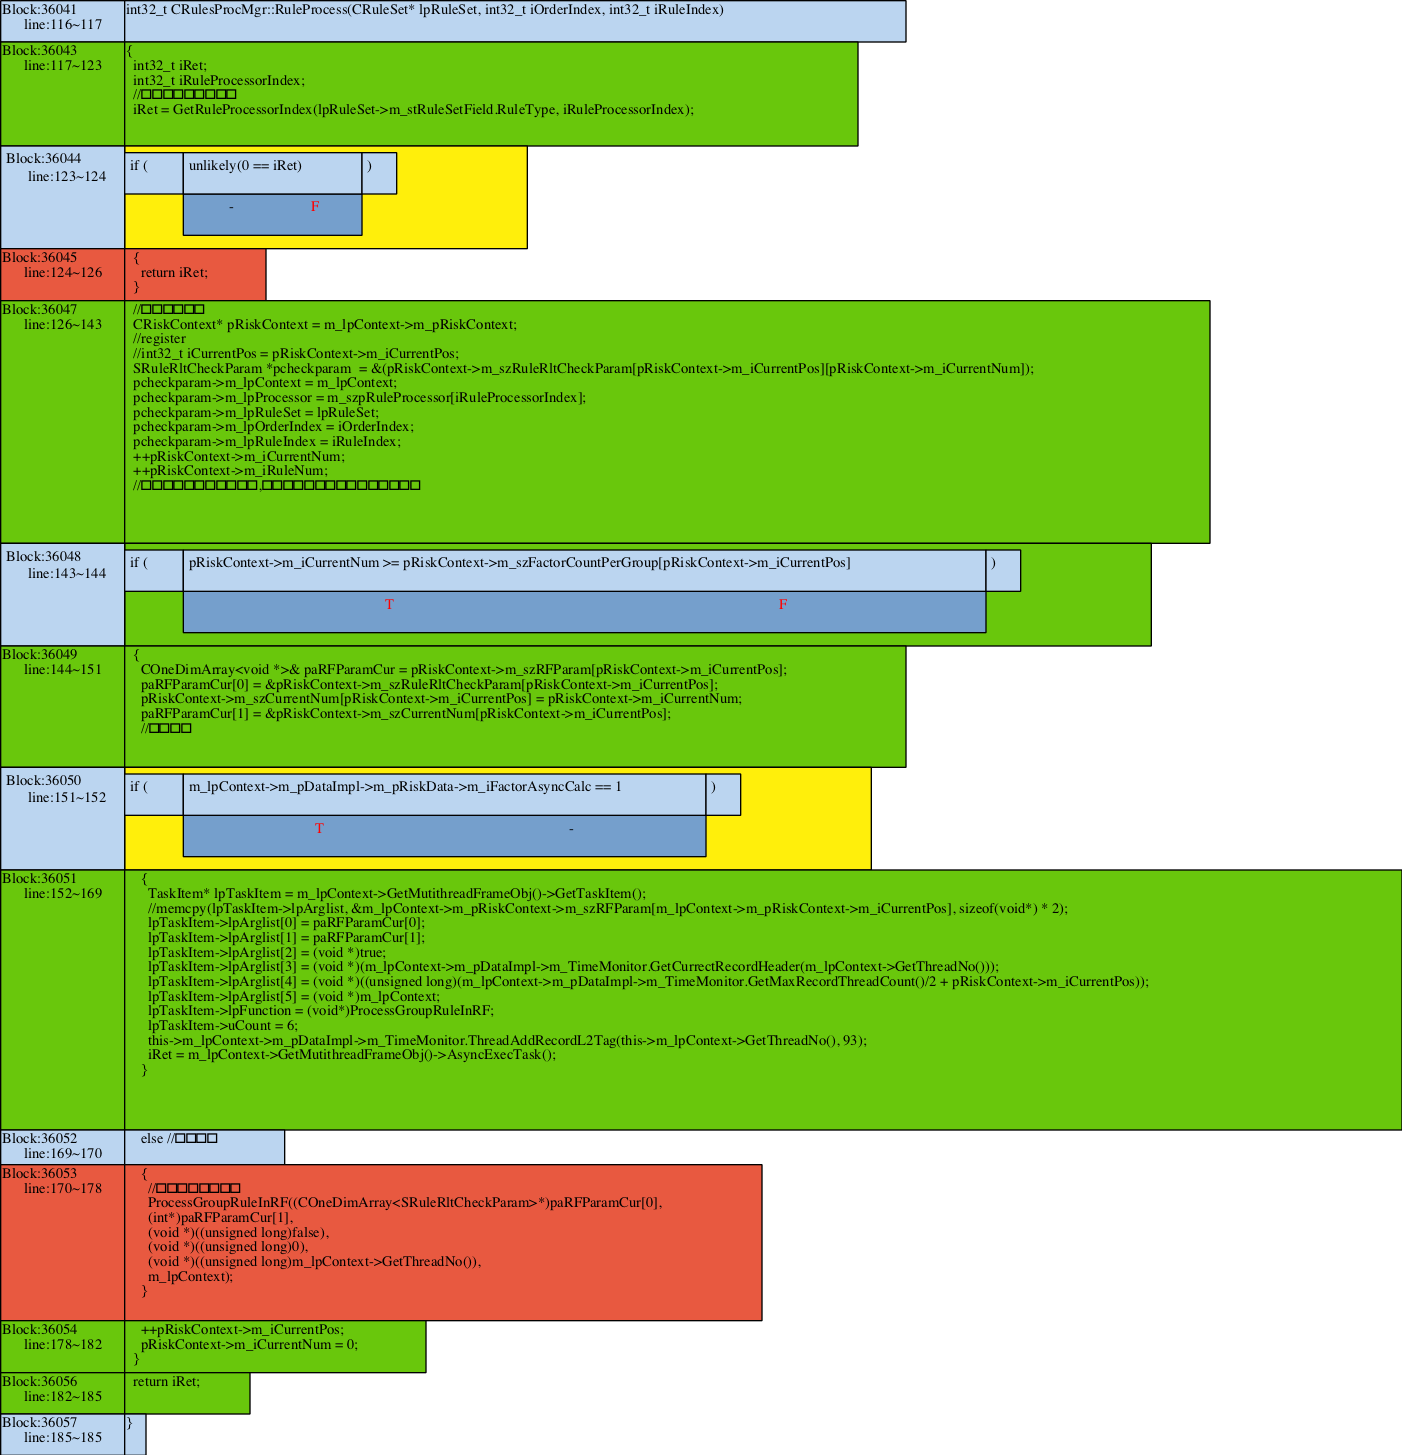 Block:36041
line:116~117
int32_t CRulesProcMgr::RuleProcess(CRuleSet* lpRuleSet, int32_t iOrderIndex, int32_t iRuleIndex)
Block:36043
line:117~123
{
int32_t iRet;
int32_t iRuleProcessorIndex;
//□□□□□□□□□
iRet = GetRuleProcessorIndex(lpRuleSet->m_stRuleSetField.RuleType, iRuleProcessorIndex);
Block:36044
line:123~124
if ( unlikely(0 == iRet) )
- F
Block:36045
line:124~126
{
return iRet;
}
Block:36047
line:126~143
//□□□□□□
CRiskContext* pRiskContext = m_lpContext->m_pRiskContext;
//register
//int32_t iCurrentPos = pRiskContext->m_iCurrentPos;
SRuleRltCheckParam *pcheckparam  = &(pRiskContext->m_szRuleRltCheckParam[pRiskContext->m_iCurrentPos][pRiskContext->m_iCurrentNum]);
pcheckparam->m_lpContext = m_lpContext;
pcheckparam->m_lpProcessor = m_szpRuleProcessor[iRuleProcessorIndex];
pcheckparam->m_lpRuleSet = lpRuleSet;
pcheckparam->m_lpOrderIndex = iOrderIndex;
pcheckparam->m_lpRuleIndex = iRuleIndex;
++pRiskContext->m_iCurrentNum;
++pRiskContext->m_iRuleNum;
//□□□□□□□□□□□,□□□□□□□□□□□□□□□
Block:36048
line:143~144
if ( pRiskContext->m_iCurrentNum >= pRiskContext->m_szFactorCountPerGroup[pRiskContext->m_iCurrentPos] )
T F
Block:36049
line:144~151
{
COneDimArray<void *>& paRFParamCur = pRiskContext->m_szRFParam[pRiskContext->m_iCurrentPos];
paRFParamCur[0] = &pRiskContext->m_szRuleRltCheckParam[pRiskContext->m_iCurrentPos];
pRiskContext->m_szCurrentNum[pRiskContext->m_iCurrentPos] = pRiskContext->m_iCurrentNum;
paRFParamCur[1] = &pRiskContext->m_szCurrentNum[pRiskContext->m_iCurrentPos];
//□□□□
Block:36050
line:151~152
if ( m_lpContext->m_pDataImpl->m_pRiskData->m_iFactorAsyncCalc == 1 )
T -
Block:36051
line:152~169
{
TaskItem* lpTaskItem = m_lpContext->GetMutithreadFrameObj()->GetTaskItem();
//memcpy(lpTaskItem->lpArglist, &m_lpContext->m_pRiskContext->m_szRFParam[m_lpContext->m_pRiskContext->m_iCurrentPos], sizeof(void*) * 2);
lpTaskItem->lpArglist[0] = paRFParamCur[0];
lpTaskItem->lpArglist[1] = paRFParamCur[1];
lpTaskItem->lpArglist[2] = (void *)true;
lpTaskItem->lpArglist[3] = (void *)(m_lpContext->m_pDataImpl->m_TimeMonitor.GetCurrectRecordHeader(m_lpContext->GetThreadNo()));
lpTaskItem->lpArglist[4] = (void *)((unsigned long)(m_lpContext->m_pDataImpl->m_TimeMonitor.GetMaxRecordThreadCount()/2 + pRiskContext->m_iCurrentPos));
lpTaskItem->lpArglist[5] = (void *)m_lpContext;
lpTaskItem->lpFunction = (void*)ProcessGroupRuleInRF;
lpTaskItem->uCount = 6;
this->m_lpContext->m_pDataImpl->m_TimeMonitor.ThreadAddRecordL2Tag(this->m_lpContext->GetThreadNo(), 93);
iRet = m_lpContext->GetMutithreadFrameObj()->AsyncExecTask();
}
Block:36052
line:169~170
else //□□□□
Block:36053
line:170~178
{
//□□□□□□□□
ProcessGroupRuleInRF((COneDimArray<SRuleRltCheckParam>*)paRFParamCur[0],
(int*)paRFParamCur[1],
(void *)((unsigned long)false),
(void *)((unsigned long)0),
(void *)((unsigned long)m_lpContext->GetThreadNo()),
m_lpContext);
}
Block:36054
line:178~182
++pRiskContext->m_iCurrentPos;
pRiskContext->m_iCurrentNum = 0;
}
Block:36056
line:182~185
return iRet;
Block:36057
line:185~185
}